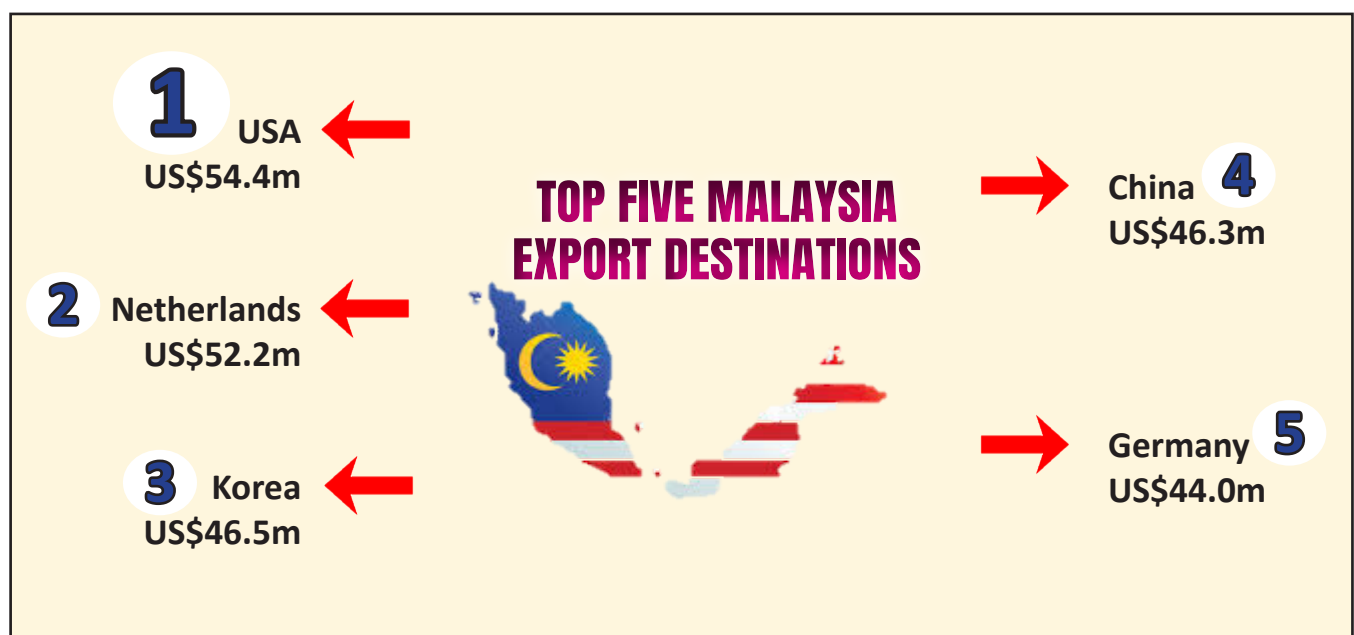 TOP FIVE MALAYSIA
EXPORT DESTINATIONS
1 USA
US$54.4m
2 Netherlands
US$52.2m
3 Korea
US$46.5m
China 4
US$46.3m
Germany 5
US$44.0m